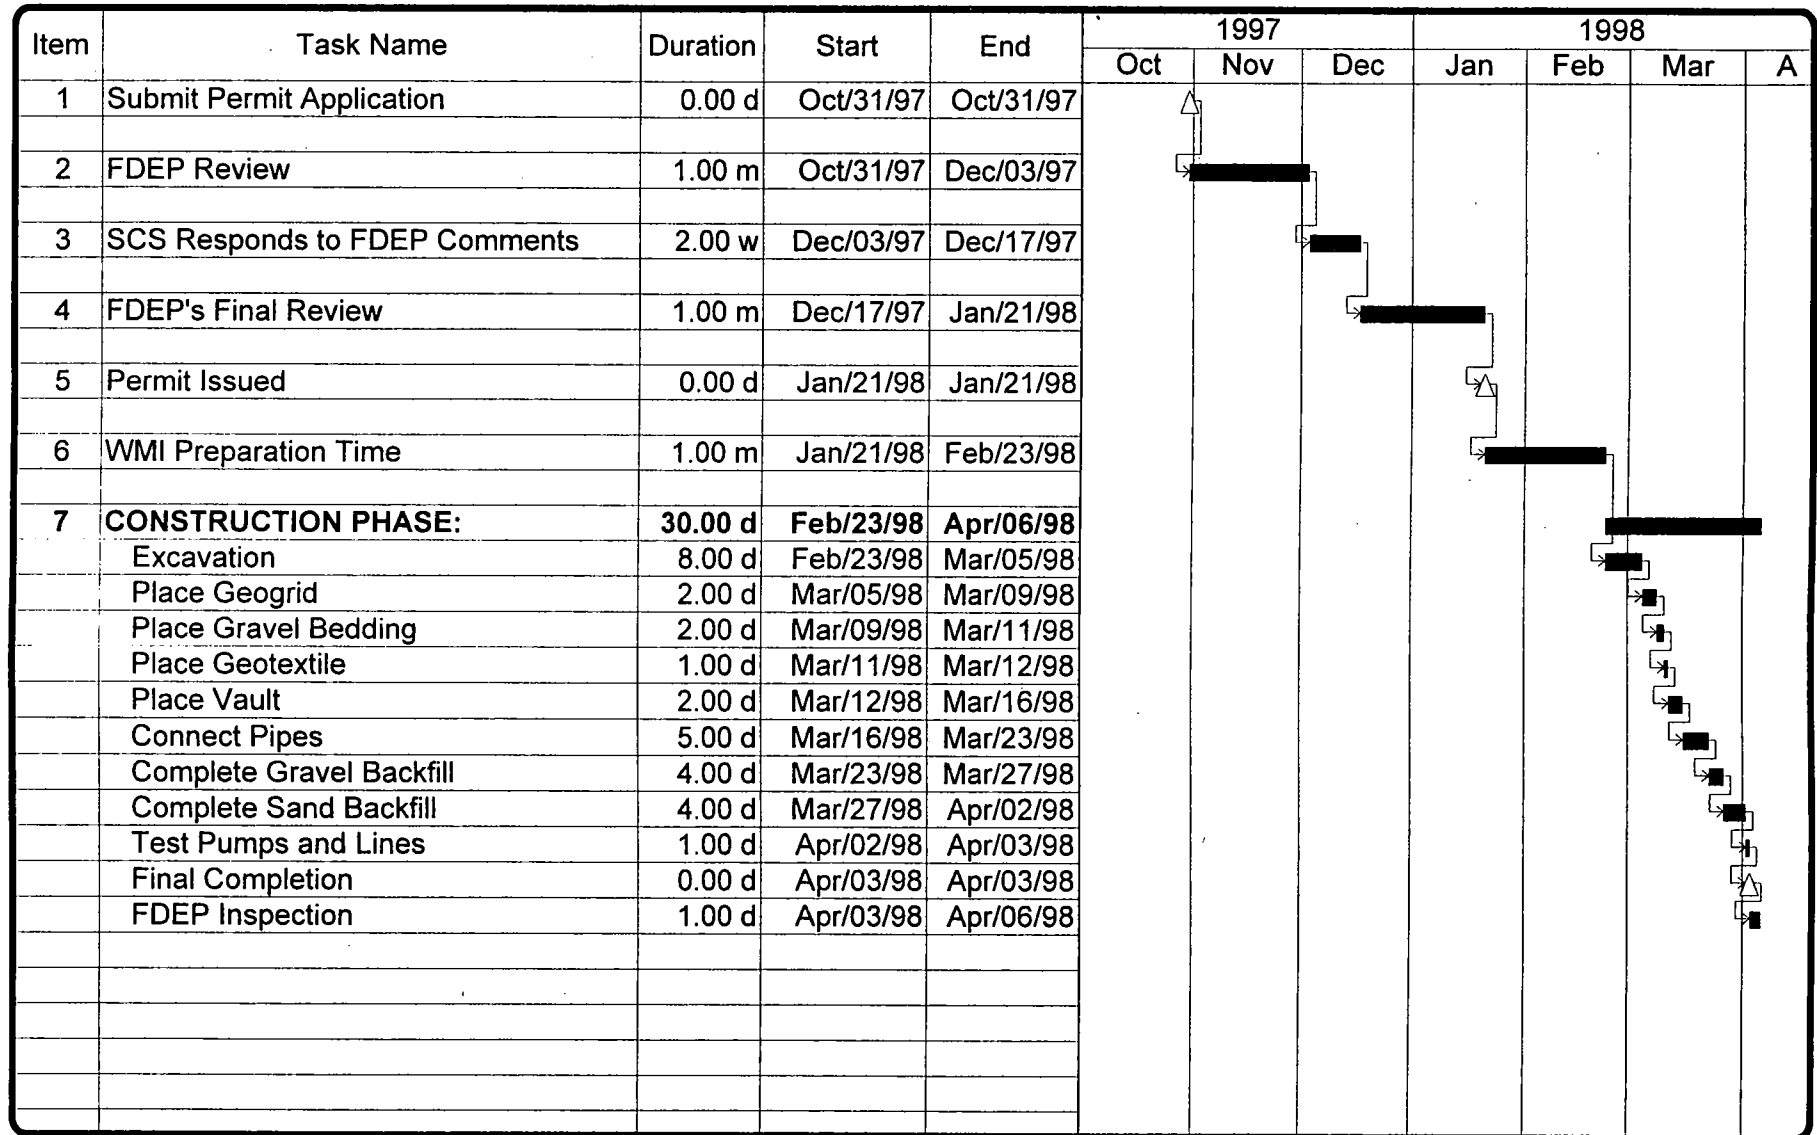 Item Task Name Duration Start End 1997 1998
Oct Nov Dec Jan Feb Mar A
1 Submit Permit Application 0.00 d Oct/31/97 Oct/31/97
2 FDEP Review 1.00 m Oct/31/97 Dec/03/97
3 SCS Responds to FDEP Comments 2.00 w Dec/03/97 Dec/17/97
4 FDEP's Final Review 1.00 m Dec/17/97 Jan/21/98
5 Permit Issued 0.00 d Jan/21/98 Jan/21/98
6 WMI Preparation Time 1.00 m Jan/21/98 Feb/23/98
7 CONSTRUCTION PHASE: 30.00 d Feb/23/98 Apr/06/98
Excavation 8.00 d Feb/23/98 Mar/05/98
Place Geogrid 2.00 d Mar/05/98 Mar/09/98
Place Gravel Bedding 2.00 d Mar/09/98 Mar/11/98
Place Geotextile 1.00 d Mar/11/98 Mar/12/98
Place Vault 2.00 d Mar/12/98 Mar/16/98
Connect Pipes 5.00 d Mar/16/98 Mar/23/98
Complete Gravel Backfill 4.00 d Mar/23/98 Mar/27/98
Complete Sand Backfill 4.00 d Mar/27/98 Apr/02/98
Test Pumps and Lines 1.00 d Apr/02/98 Apr/03/98
Final Completion 0.00 d Apr/03/98 Apr/03/98
FDEP Inspection 1.00 d Apr/03/98 Apr/06/98